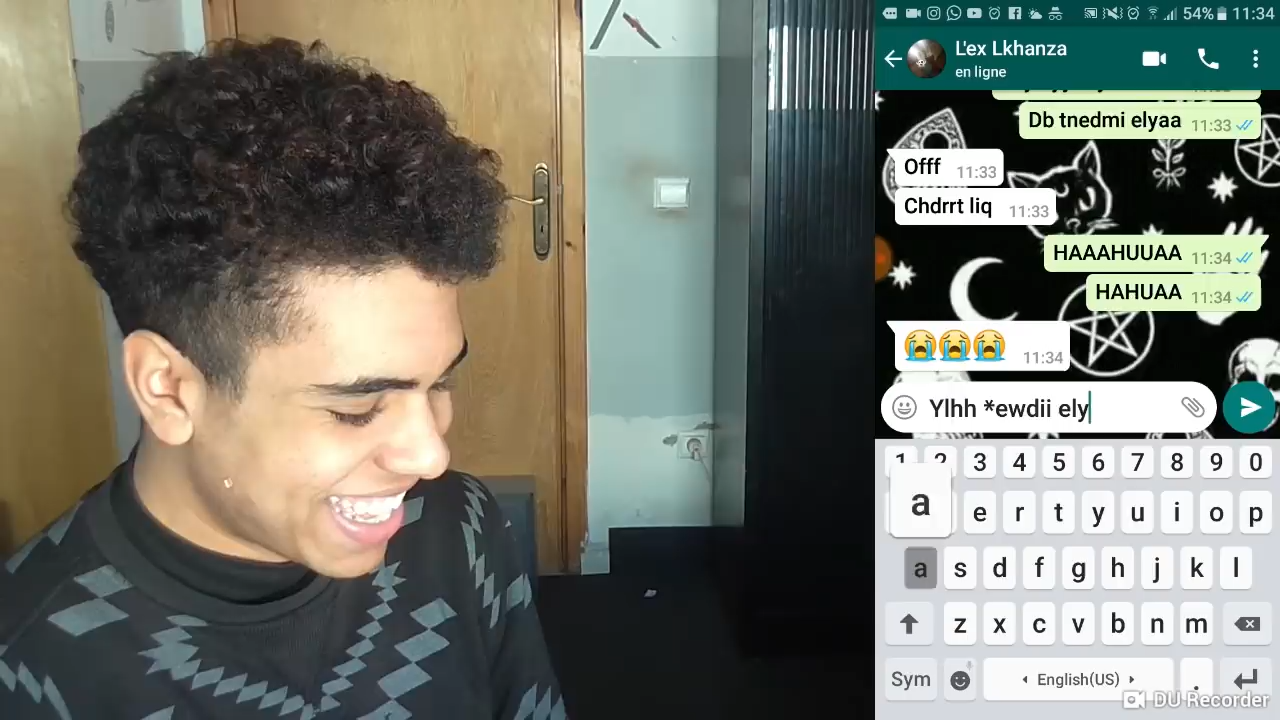 54% 11:34
L'ex Lkhanza
en ligne
Db tnedmi elyaa 11:33
Offf 11:33
Chdrrt liq 11:33
HAAAHUUAA 11:34
HAHUAA 11:34
😭😭😭 11:34
Ylhh *ewdii ely
1 2 3 4 5 6 7 8 9 0
a
e r t y u i o p
a s d f g h j k l
z x c v b n m
Sym English(US) .
DU Recorder